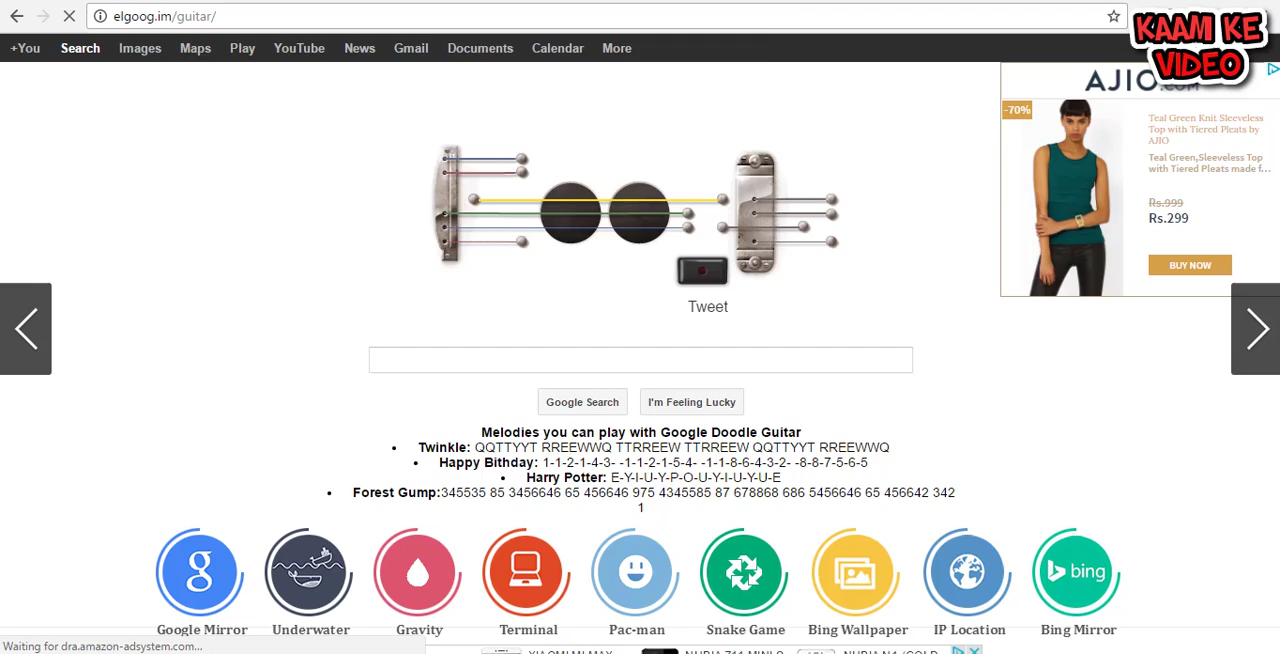 elgoog.im/guitar/
KAAMI KE
VIDEO
+You Search Images Maps Play YouTube News Gmail Documents Calendar More
AJIO.COM
-70%
Teal Green Knit Sleeveless
Top with Tiered Pleats by
AJIO
Teal Green,Sleeveless Top
with Tiered Pleats made f...
Rs.999
Rs.299
BUY NOW
Tweet
Google Search I'm Feeling Lucky
Melodies you can play with Google Doodle Guitar
• Twinkle: QQTTYYT RREEWWQ TTRREEW TTRREEW QQTTYYT RREEWWQ
• Happy Bithday: 1-1-2-1-4-3- -1-1-2-1-5-4- -1-1-8-6-4-3-2- -8-8-7-5-6-5
• Harry Potter: E-Y-I-U-Y-P-O-U-Y-I-U-Y-U-E
• Forest Gump:345535 85 3456646 65 456646 975 4345585 87 678868 686 5456646 65 456642 342
1
g
bing
Google Mirror Underwater Gravity Terminal Pac-man Snake Game Bing Wallpaper IP Location Bing Mirror
Waiting for dra.amazon-adsystem.com...